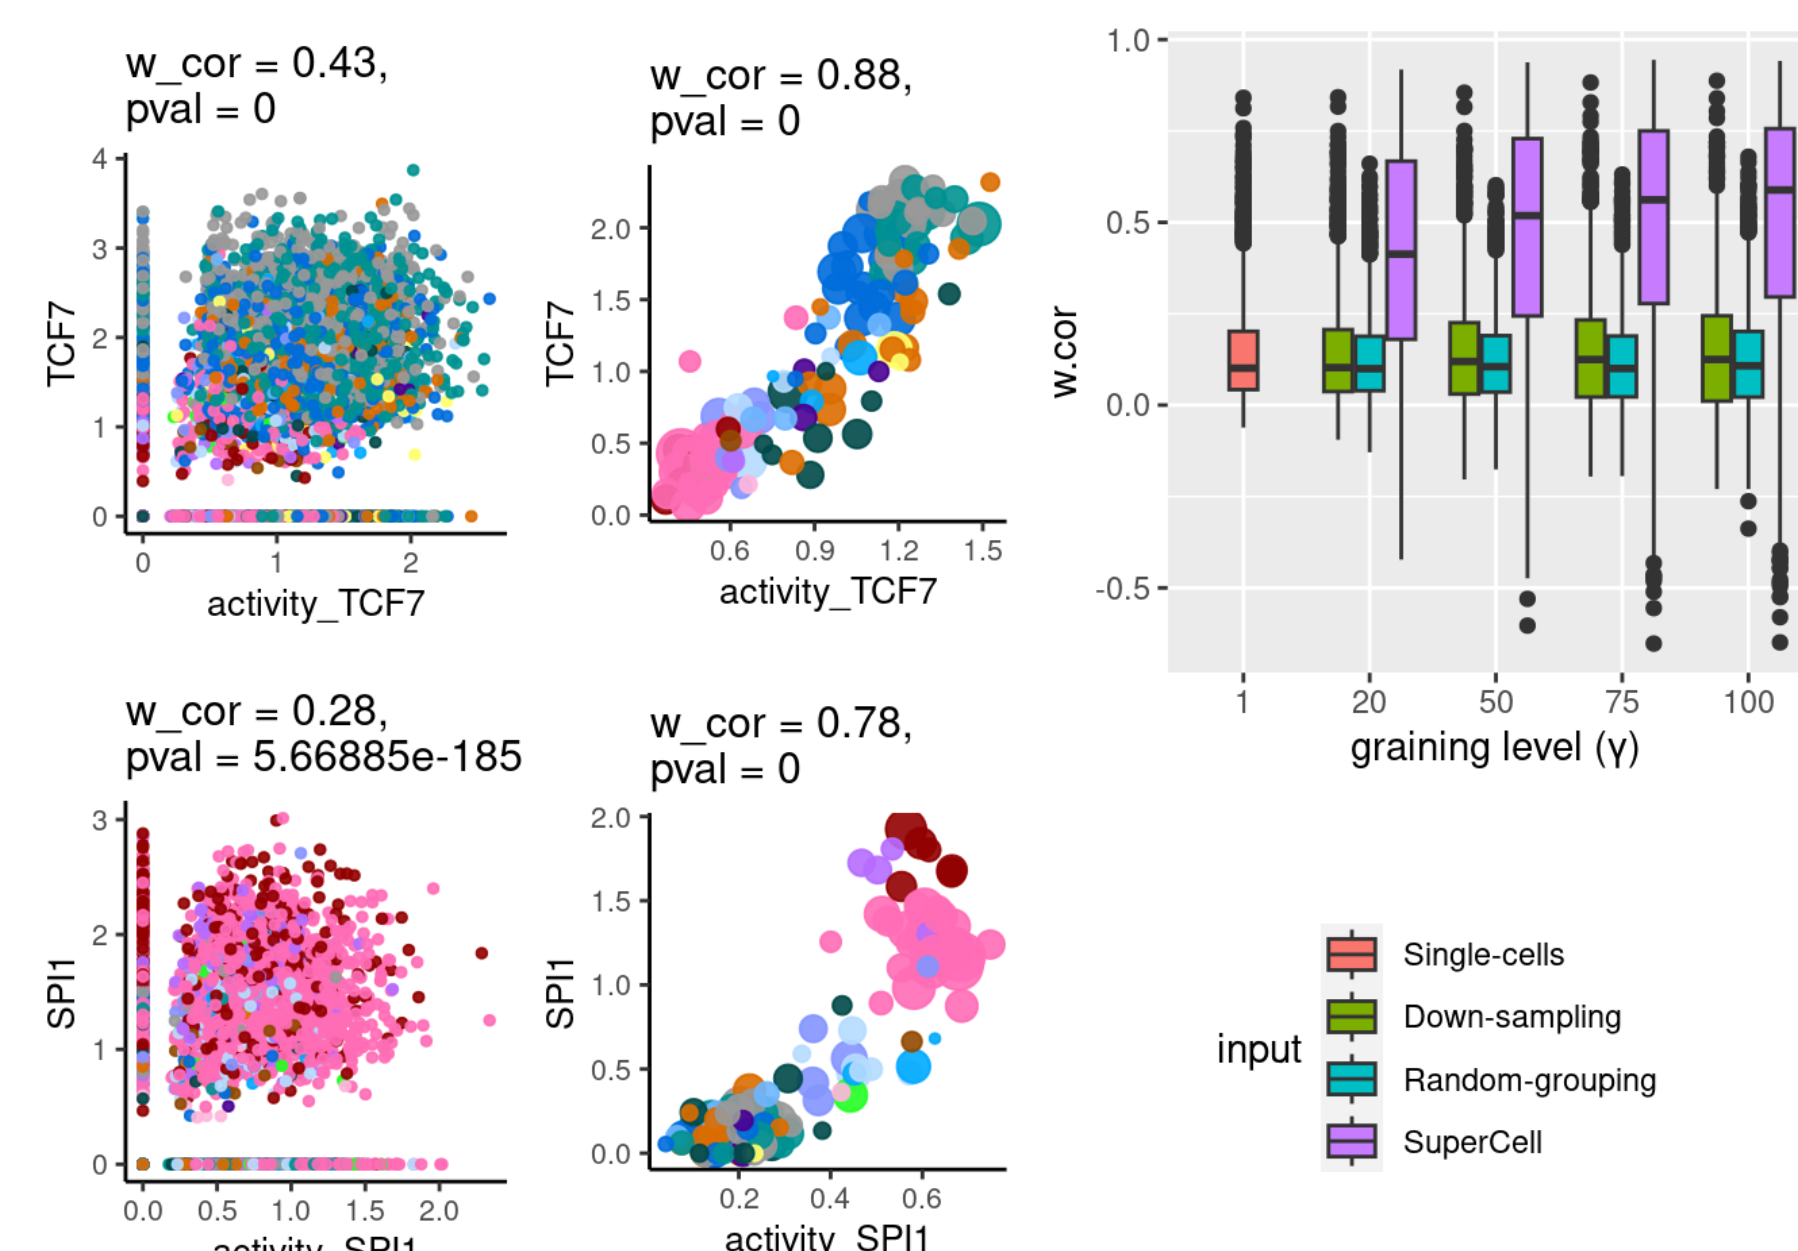 w_cor = 0.43,
pval = 0
4
3
2
1
0
TCF7
0 1 2
activity_TCF7
w_cor = 0.88,
pval = 0
2.0
1.5
1.0
0.5
0.0
TCF7
0.6 0.9 1.2 1.5
activity_TCF7
1.0
0.5
0.0
-0.5
w.cor
1 20 50 75 100
graining level (γ)
w_cor = 0.28,
pval = 5.66885e-185
3
2
1
0
SPI1
0.0 0.5 1.0 1.5 2.0
activity_SPI1
w_cor = 0.78,
pval = 0
2.0
1.5
1.0
0.5
0.0
SPI1
0.2 0.4 0.6
activity_SPI1
input
Single-cells
Down-sampling
Random-grouping
SuperCell